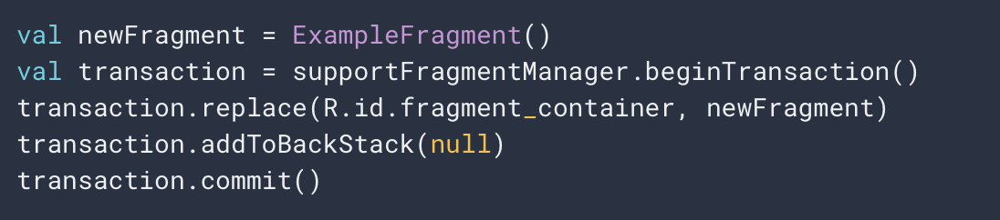 val newFragment = ExampleFragment()
val transaction = supportFragmentManager.beginTransaction()
transaction.replace(R.id.fragment_container, newFragment)
transaction.addToBackStack(null)
transaction.commit()